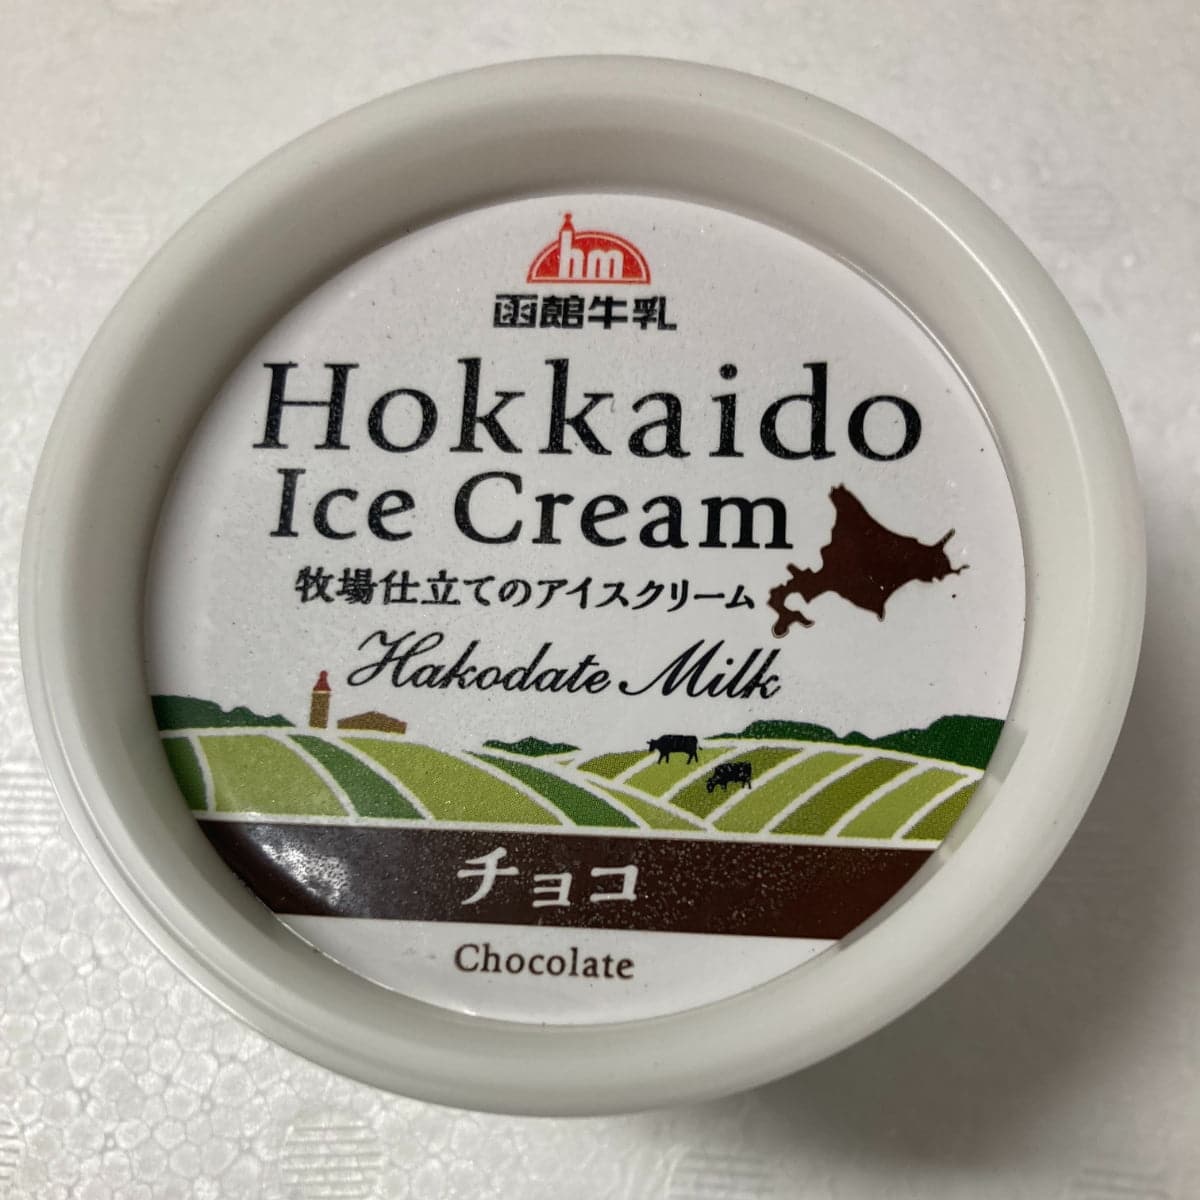 hm
函館牛乳
Hokkaido
Ice Cream
牧場仕立てのアイスクリーム
Hakodate Milk
チョコ
Chocolate